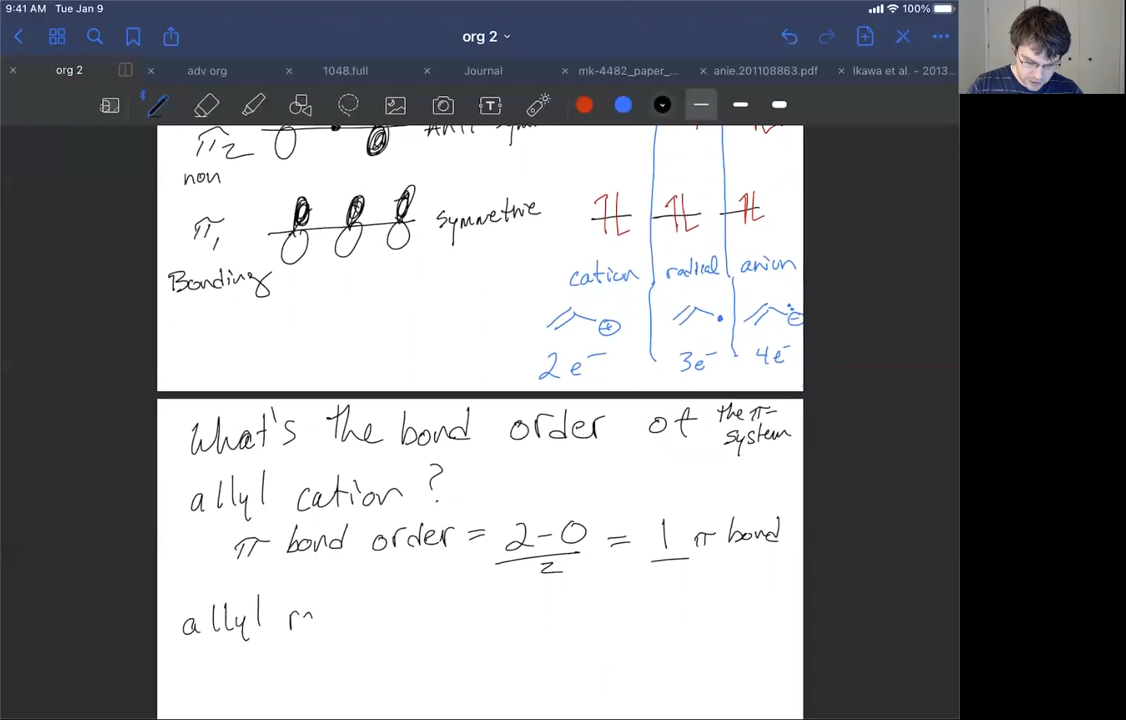 9:41 AM Tue Jan 9
100%
org 2
org 2
adv org
1048.full
Journal
mk-4482_paper_...
anie.201108863.pdf
Ikawa et al. - 2013...
π2
non
π1
symmetric
Bonding
cation radical anion
2e⁻ 3e⁻ 4e⁻
What's the bond order of the π-
system
allyl cation?
π bond order = 2-0 = 1 π bond
2
allyl